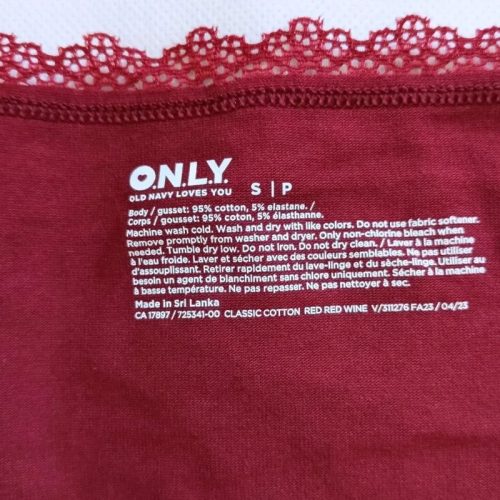 O.N.L.Y.
OLD NAVY LOVES YOU S | P
Body / gusset: 95% cotton, 5% elastane. /
Corps / gousset: 95% coton, 5% élasthanne.
Machine wash cold. Wash and dry with like colors. Do not use fabric softener.
Remove promptly from washer and dryer. Only non-chlorine bleach when
needed. Tumble dry low. Do not iron. Do not dry clean. / Laver à la machine
à l'eau froide. Laver et sécher avec des couleurs semblables. Ne pas utiliser
d'assouplissant. Retirer rapidement du lave-linge et du sèche-linge. Utiliser au
besoin un agent de blanchiment sans chlore uniquement. Sécher à la machine
à basse température. Ne pas repasser. Ne pas nettoyer à sec.
Made in Sri Lanka
CA 17897 / 725341-00 CLASSIC COTTON RED RED WINE V/311276 FA23 / 04/23